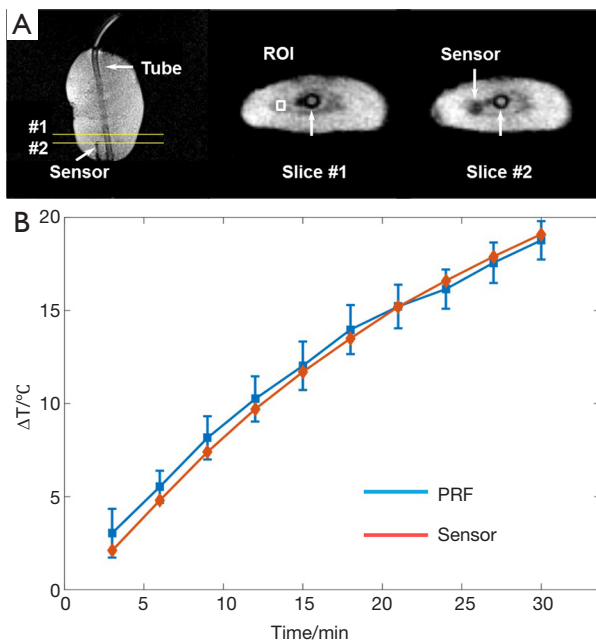 A
Tube
#1
#2
Sensor
ROI
Slice #1
Sensor
Slice #2
B
20
15
10
5
0
ΔT/°C
0 5 10 15 20 25 30
Time/min
PRF
Sensor